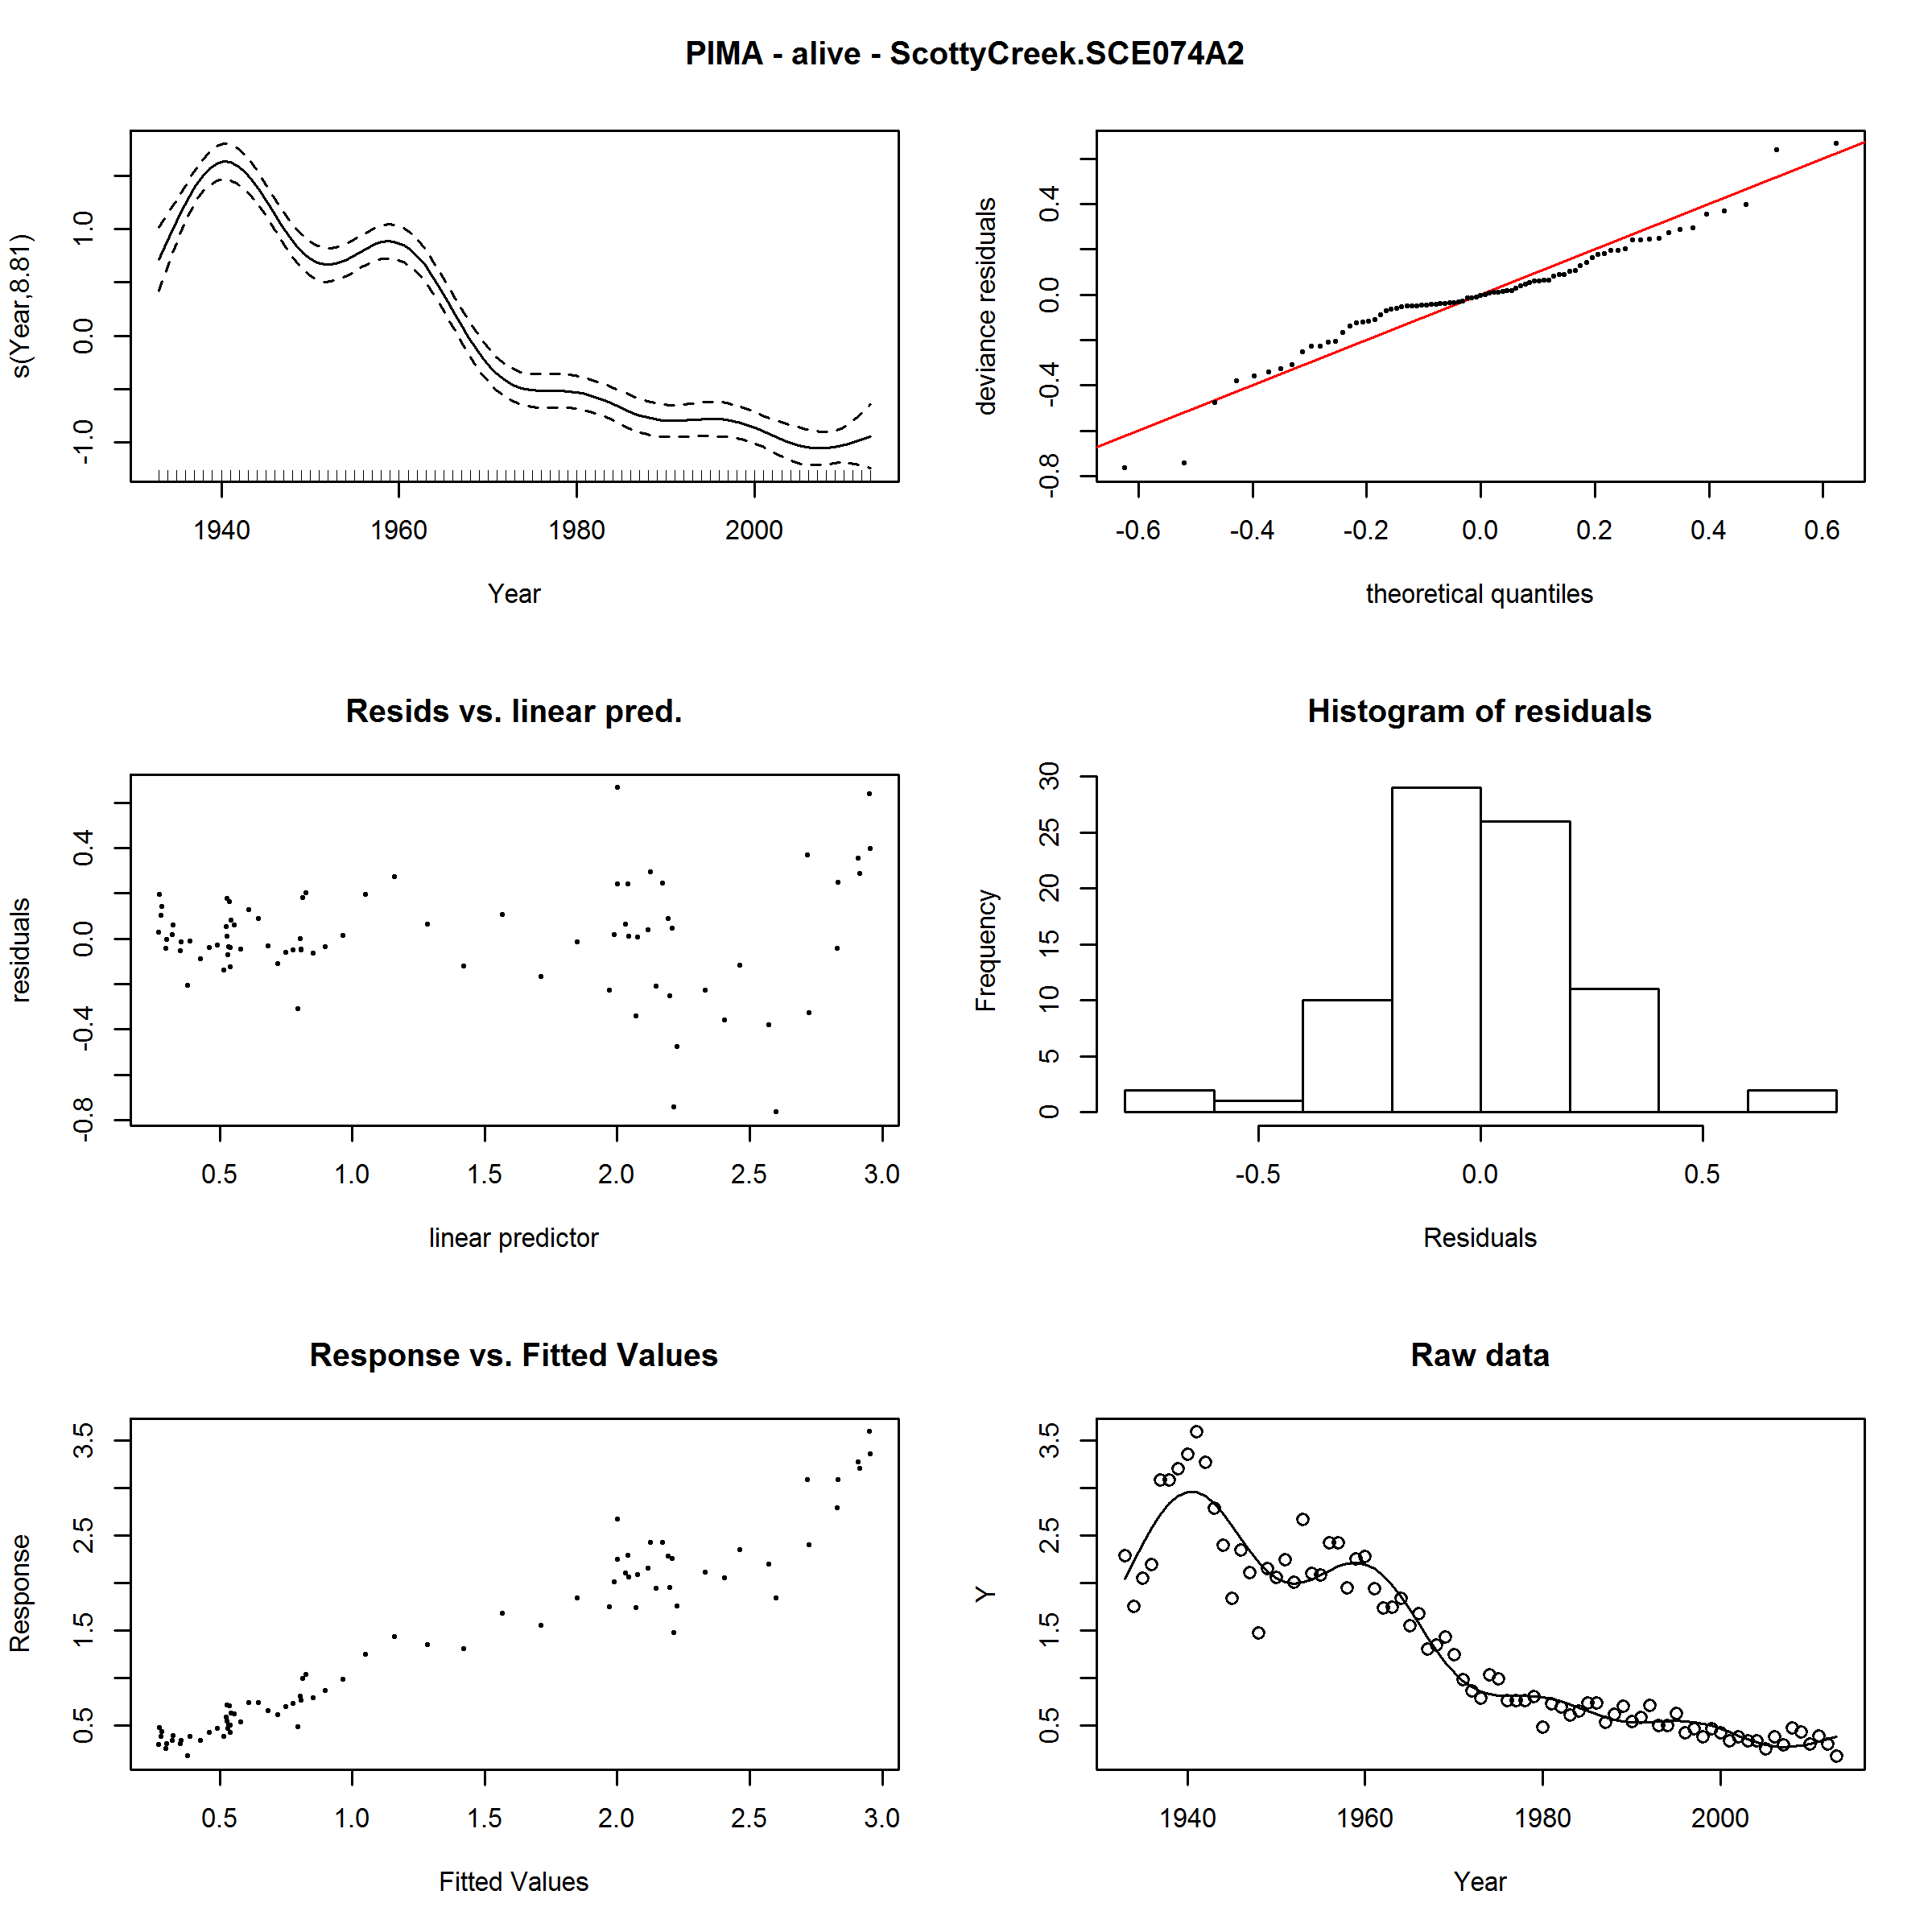 PIMA - alive - ScottyCreek.SCE074A2
s(Year,8.81)
-1.0 0.0 1.0
1940 1960 1980 2000
Year
deviance residuals
-0.8 -0.4 0.0 0.4
-0.6 -0.4 -0.2 0.0 0.2 0.4 0.6
theoretical quantiles
Resids vs. linear pred.
residuals
-0.8 -0.4 0.0 0.4
0.5 1.0 1.5 2.0 2.5 3.0
linear predictor
Histogram of residuals
Frequency
0 5 10 15 20 25 30
-0.5 0.0 0.5
Residuals
Response vs. Fitted Values
Response
0.5 1.5 2.5 3.5
0.5 1.0 1.5 2.0 2.5 3.0
Fitted Values
Raw data
Y
0.5 1.5 2.5 3.5
1940 1960 1980 2000
Year